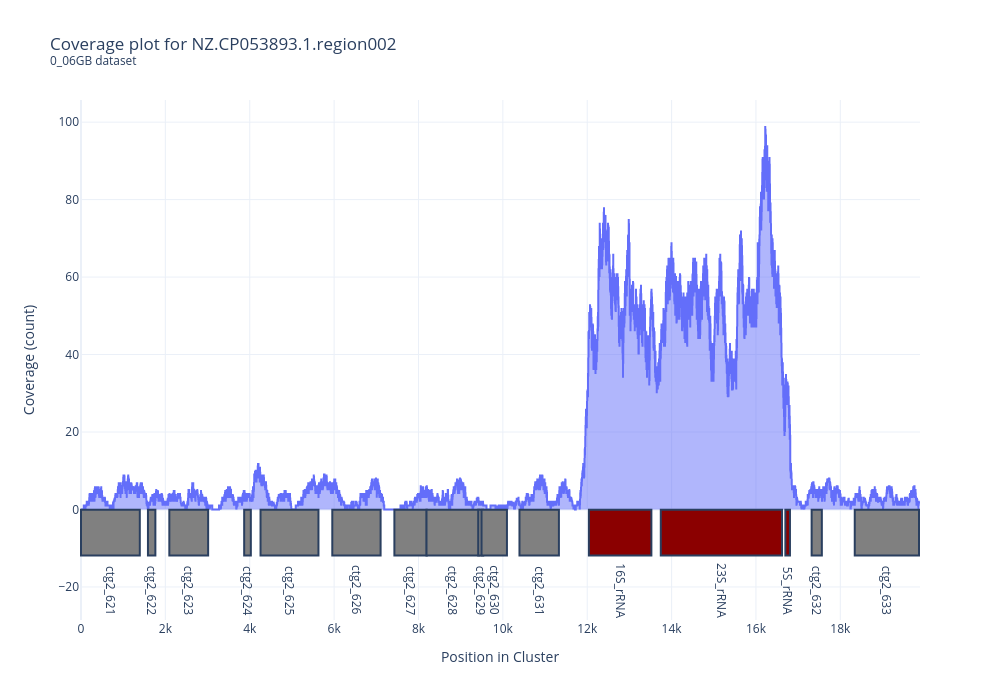 Coverage plot for NZ.CP053893.1.region002
0_06GB dataset
100
80
60
40
20
0
−20
Coverage (count)
ctg2_621
ctg2_622
ctg2_623
ctg2_624
ctg2_625
ctg2_626
ctg2_627
ctg2_628
ctg2_629
ctg2_630
ctg2_631
16S_rRNA
23S_rRNA
5S_rRNA
ctg2_632
ctg2_633
0 2k 4k 6k 8k 10k 12k 14k 16k 18k
Position in Cluster